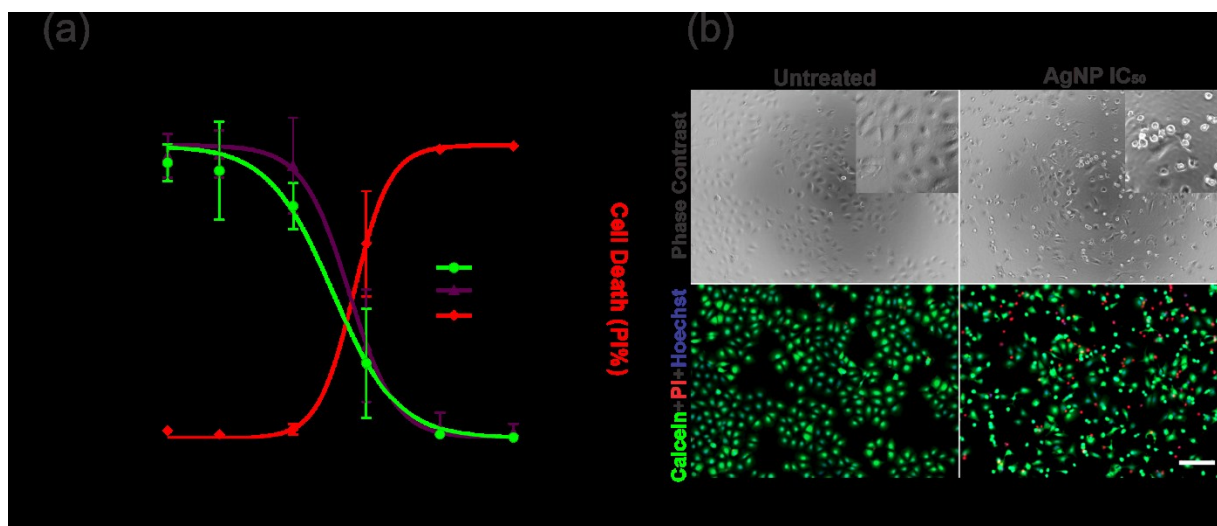 (a)
(b)
Untreated
AgNP IC₅₀
Phase Contrast
Cell Death (PI%)
Calcein+PI+Hoechst